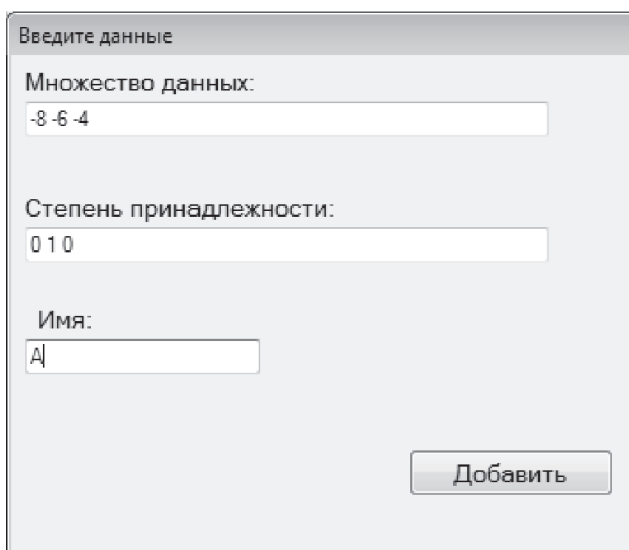 Введите данные
Множество данных:
-8 -6 -4
Степень принадлежности:
0 1 0
Имя:
A
Добавить